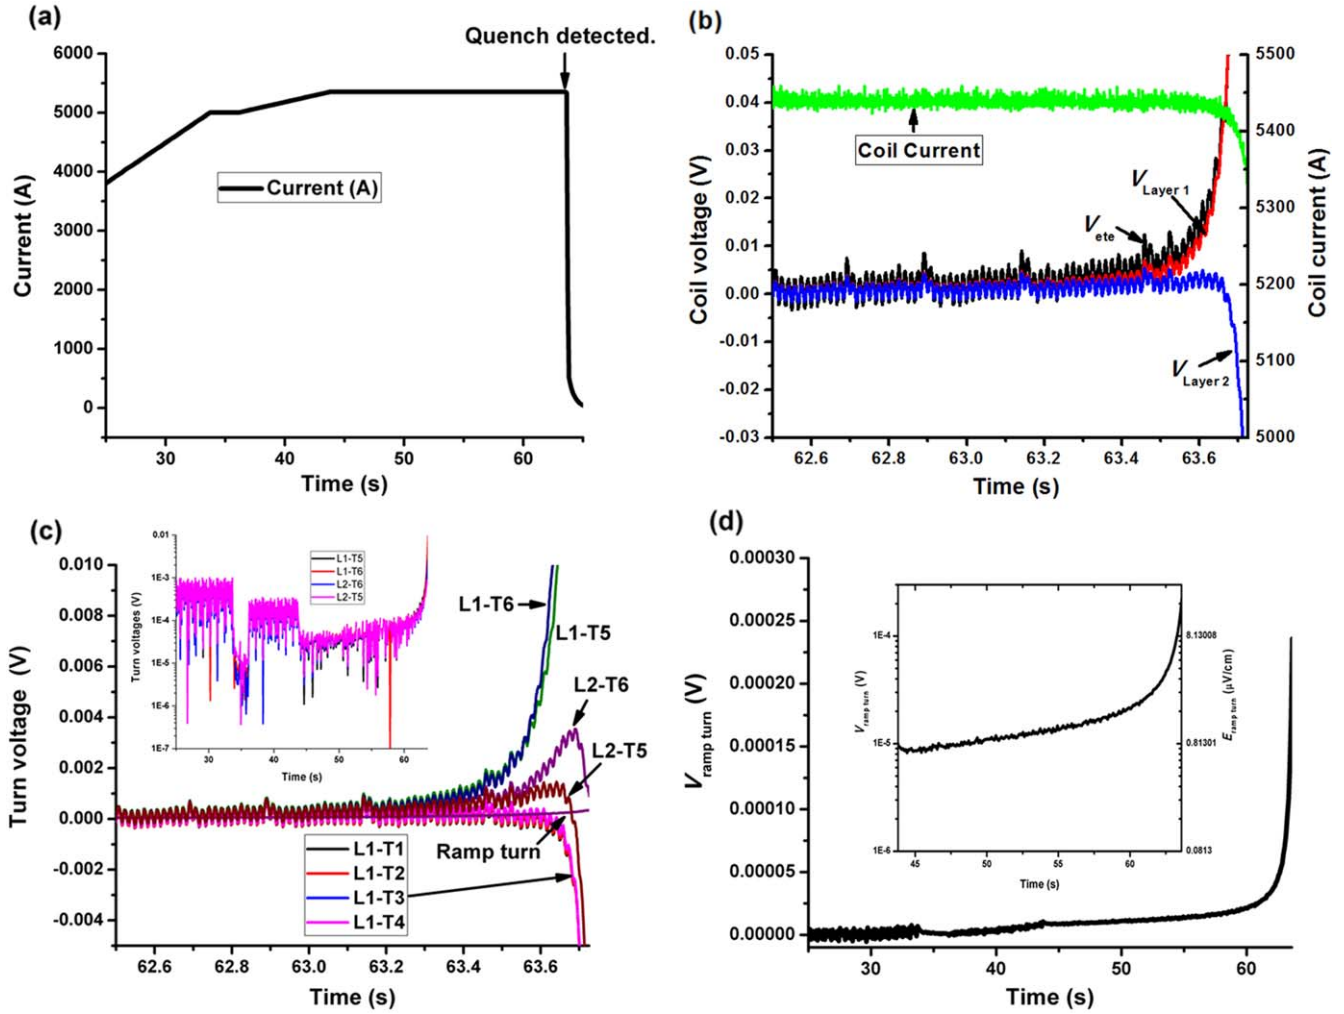 (a)
Quench detected.
6000
5000
4000
3000
2000
1000
0
Current (A)
Current (A)
30
40
50
60
Time (s)
(b)
0.05
0.04
0.03
0.02
0.01
0.00
-0.01
-0.02
-0.03
Coil voltage (V)
Coil Current
VLayer 1
Vete
VLayer 2
5500
5400
5300
5200
5100
5000
Coil current (A)
62.6
62.8
63.0
63.2
63.4
63.6
Time (s)
(c)
0.010
0.008
0.006
0.004
0.002
0.000
-0.002
-0.004
Turn voltage (V)
0.01
1E-3
1E-4
1E-5
1E-6
1E-7
Turn voltages (V)
L1-T5
L1-T6
L2-T6
L2-T5
30
40
50
60
Time (s)
L1-T6
L1-T5
L2-T6
L2-T5
Ramp turn
L1-T1
L1-T2
L1-T3
L1-T4
62.6
62.8
63.0
63.2
63.4
63.6
Time (s)
(d)
0.00030
0.00025
0.00020
0.00015
0.00010
0.00005
0.00000
Vramp turn (V)
1E-4
1E-5
1E-6
Vramp turn (V)
8.13008
0.81301
0.0813
Eramp turn (μV/cm)
45
50
55
60
Time (s)
30
40
50
60
Time (s)